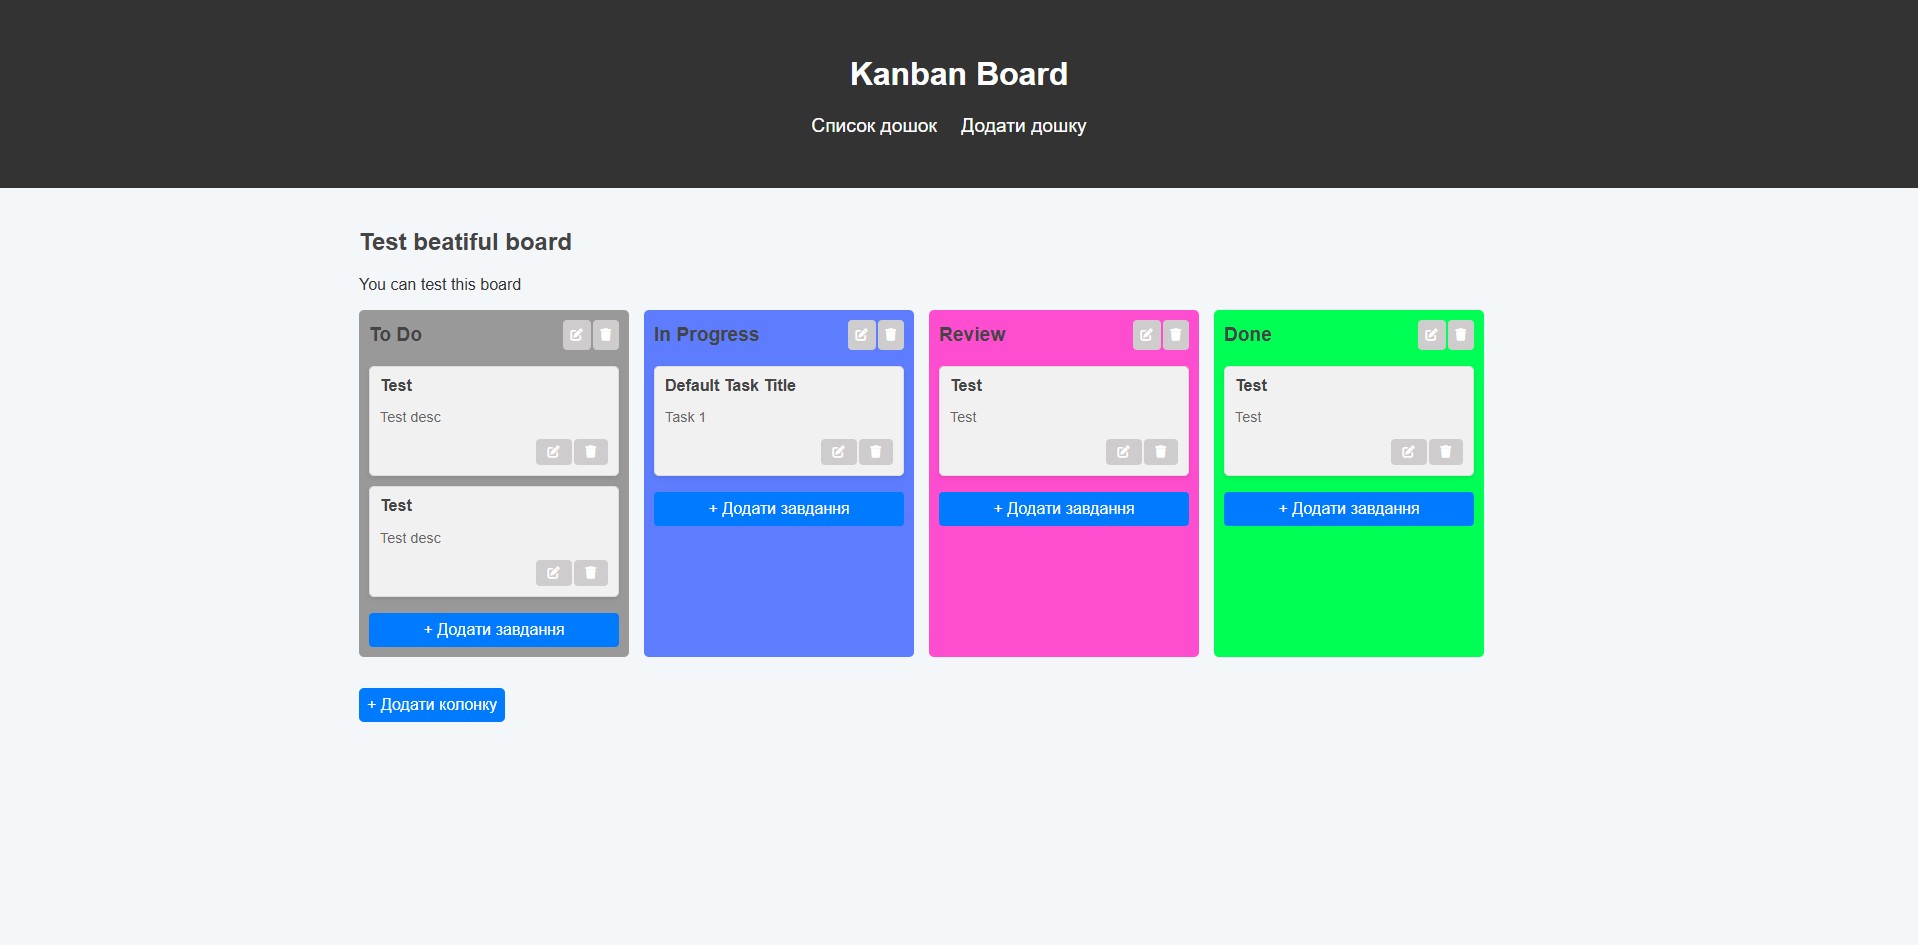 Kanban Board
Список дошок Додати дошку
Test beatiful board
You can test this board
To Do
Test
Test desc
Test
Test desc
+ Додати завдання
In Progress
Default Task Title
Task 1
+ Додати завдання
Review
Test
Test
+ Додати завдання
Done
Test
Test
+ Додати завдання
+ Додати колонку